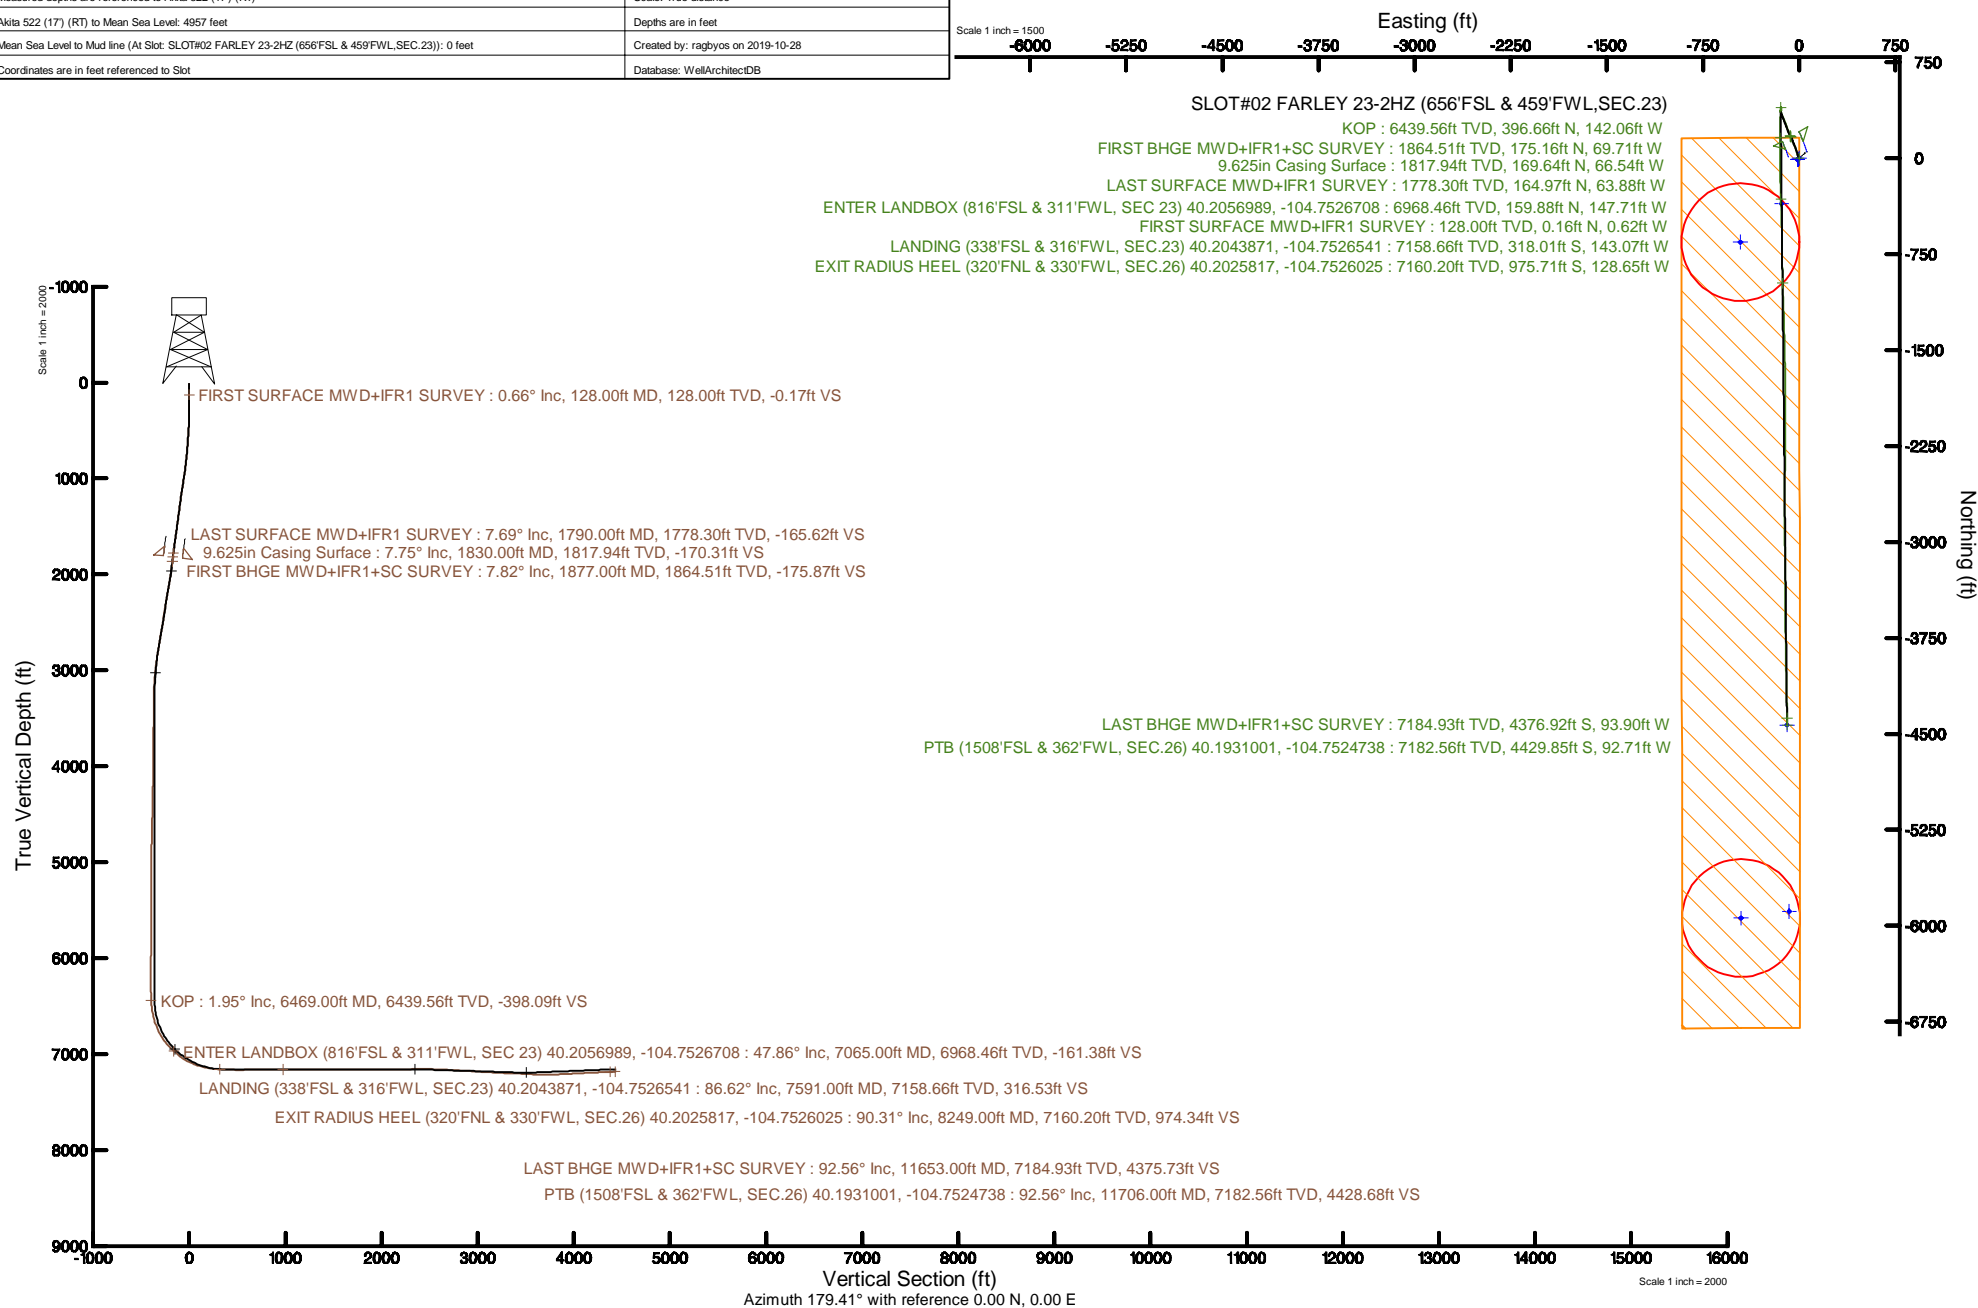 Akita 522 (17') (RT) to Mean Sea Level: 4957 feet
Depths are in feet
Mean Sea Level to Mud line (At Slot: SLOT#02 FARLEY 23-2HZ (656'FSL & 459'FWL,SEC.23)): 0 feet
Created by: ragbyos on 2019-10-28
Coordinates are in feet referenced to Slot
Database: WellArchitectDB
Scale 1 inch = 1500
Easting (ft)
-6000 -5250 -4500 -3750 -3000 -2250 -1500 -750 0 750
750
0
-750
-1500
-2250
-3000
-3750
-4500
-5250
-6000
-6750
Northing (ft)
SLOT#02 FARLEY 23-2HZ (656'FSL & 459'FWL,SEC.23)
KOP : 6439.56ft TVD, 396.66ft N, 142.06ft W
FIRST BHGE MWD+IFR1+SC SURVEY : 1864.51ft TVD, 175.16ft N, 69.71ft W
9.625in Casing Surface : 1817.94ft TVD, 169.64ft N, 66.54ft W
LAST SURFACE MWD+IFR1 SURVEY : 1778.30ft TVD, 164.97ft N, 63.88ft W
ENTER LANDBOX (816'FSL & 311'FWL, SEC 23) 40.2056989, -104.7526708 : 6968.46ft TVD, 159.88ft N, 147.71ft W
FIRST SURFACE MWD+IFR1 SURVEY : 128.00ft TVD, 0.16ft N, 0.62ft W
LANDING (338'FSL & 316'FWL, SEC.23) 40.2043871, -104.7526541 : 7158.66ft TVD, 318.01ft S, 143.07ft W
EXIT RADIUS HEEL (320'FNL & 330'FWL, SEC.26) 40.2025817, -104.7526025 : 7160.20ft TVD, 975.71ft S, 128.65ft W
LAST BHGE MWD+IFR1+SC SURVEY : 7184.93ft TVD, 4376.92ft S, 93.90ft W
PTB (1508'FSL & 362'FWL, SEC.26) 40.1931001, -104.7524738 : 7182.56ft TVD, 4429.85ft S, 92.71ft W
Scale 1 inch = 2000
True Vertical Depth (ft)
-1000
0
1000
2000
3000
4000
5000
6000
7000
8000
9000
FIRST SURFACE MWD+IFR1 SURVEY : 0.66° Inc, 128.00ft MD, 128.00ft TVD, -0.17ft VS
LAST SURFACE MWD+IFR1 SURVEY : 7.69° Inc, 1790.00ft MD, 1778.30ft TVD, -165.62ft VS
9.625in Casing Surface : 7.75° Inc, 1830.00ft MD, 1817.94ft TVD, -170.31ft VS
FIRST BHGE MWD+IFR1+SC SURVEY : 7.82° Inc, 1877.00ft MD, 1864.51ft TVD, -175.87ft VS
KOP : 1.95° Inc, 6469.00ft MD, 6439.56ft TVD, -398.09ft VS
ENTER LANDBOX (816'FSL & 311'FWL, SEC 23) 40.2056989, -104.7526708 : 47.86° Inc, 7065.00ft MD, 6968.46ft TVD, -161.38ft VS
LANDING (338'FSL & 316'FWL, SEC.23) 40.2043871, -104.7526541 : 86.62° Inc, 7591.00ft MD, 7158.66ft TVD, 316.53ft VS
EXIT RADIUS HEEL (320'FNL & 330'FWL, SEC.26) 40.2025817, -104.7526025 : 90.31° Inc, 8249.00ft MD, 7160.20ft TVD, 974.34ft VS
LAST BHGE MWD+IFR1+SC SURVEY : 92.56° Inc, 11653.00ft MD, 7184.93ft TVD, 4375.73ft VS
PTB (1508'FSL & 362'FWL, SEC.26) 40.1931001, -104.7524738 : 92.56° Inc, 11706.00ft MD, 7182.56ft TVD, 4428.68ft VS
-1000 0 1000 2000 3000 4000 5000 6000 7000 8000 9000 10000 11000 12000 13000 14000 15000 16000
Vertical Section (ft)
Scale 1 inch = 2000
Azimuth 179.41° with reference 0.00 N, 0.00 E